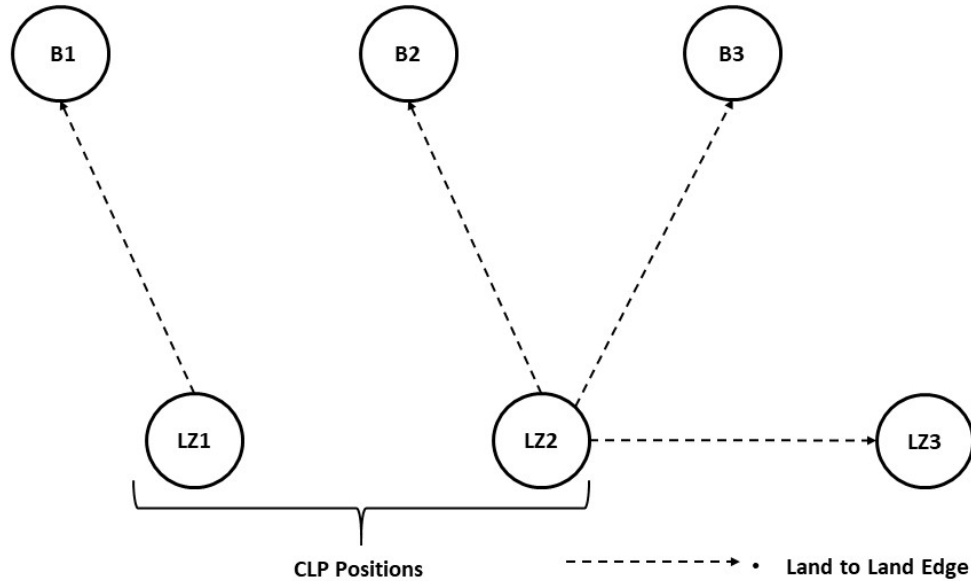 B1
B2
B3
LZ1
LZ2
LZ3
CLP Positions
• Land to Land Edge